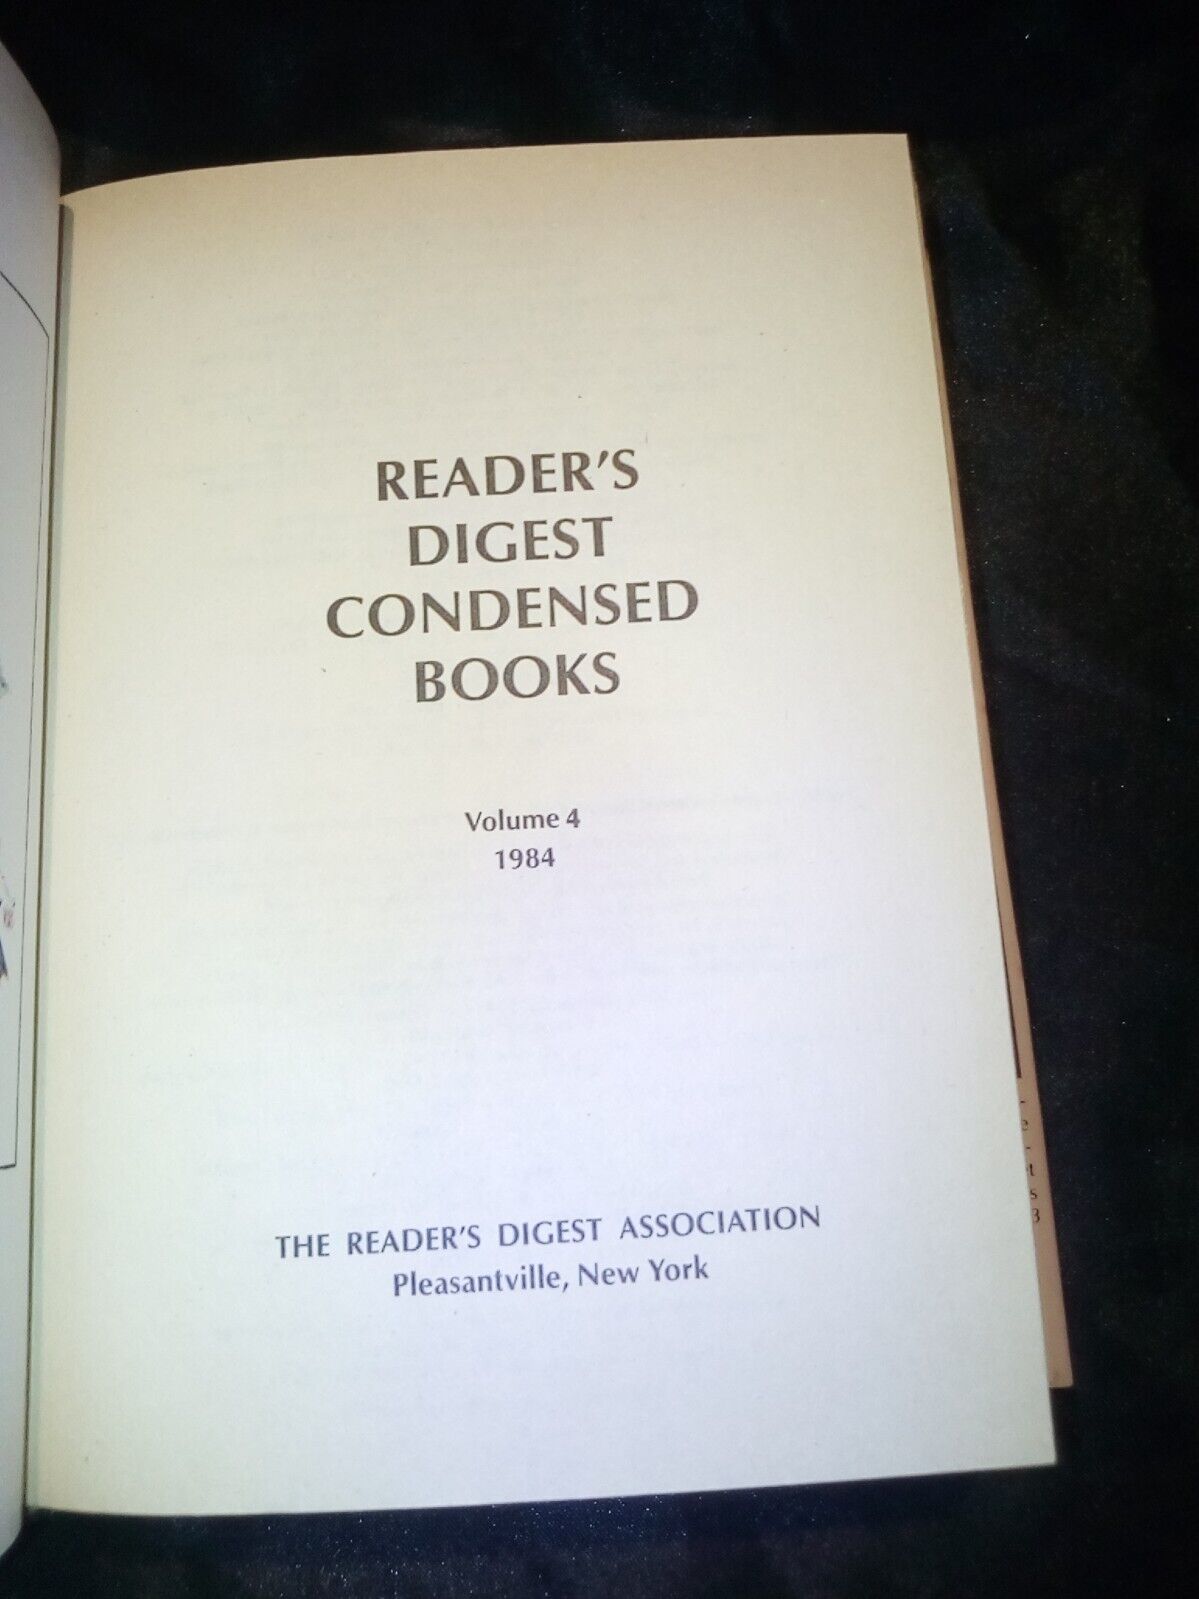 READER'S
DIGEST
CONDENSED
BOOKS
Volume 4
1984
THE READER'S DIGEST ASSOCIATION
Pleasantville, New York